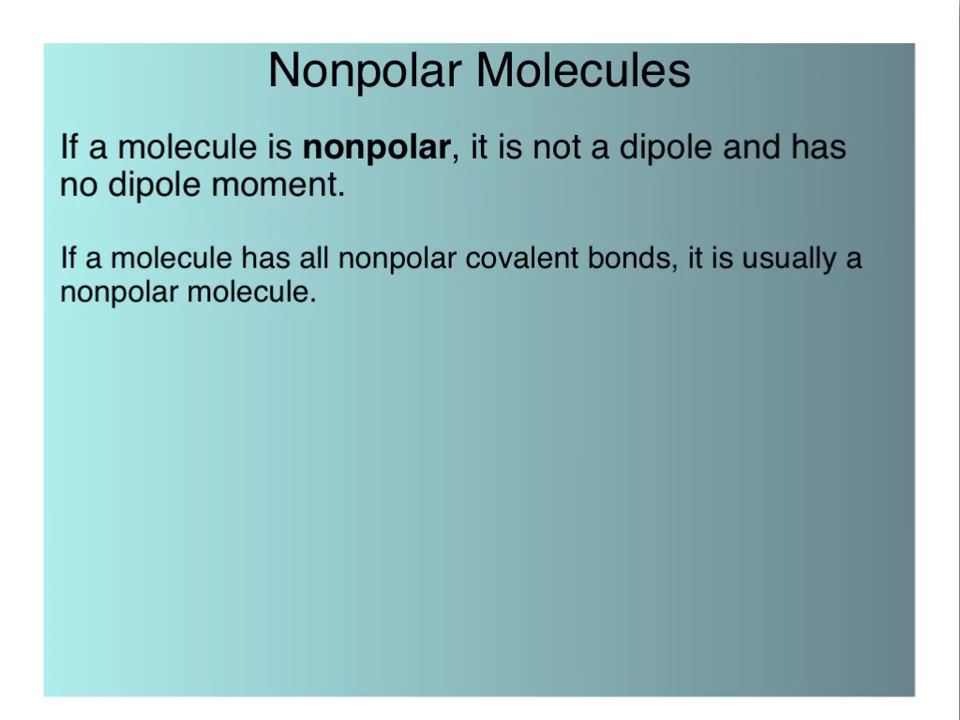 Nonpolar Molecules
If a molecule is nonpolar, it is not a dipole and has
no dipole moment.
If a molecule has all nonpolar covalent bonds, it is usually a
nonpolar molecule.